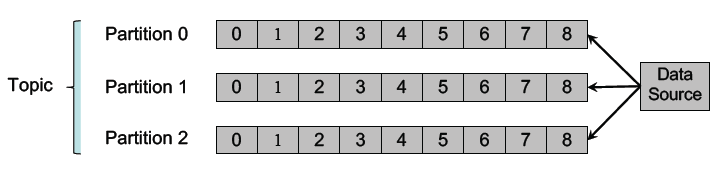 Partition 0 0 1 2 3 4 5 6 7 8
Topic
Partition 1 0 1 2 3 4 5 6 7 8
Data
Source
Partition 2 0 1 2 3 4 5 6 7 8